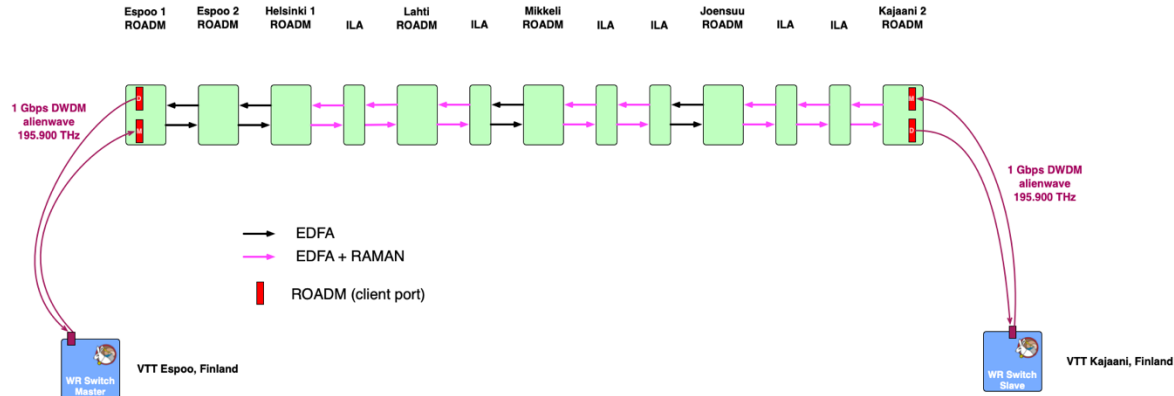 Espoo 1
ROADM
Espoo 2
ROADM
Helsinki 1
ROADM
ILA
Lahti
ROADM
ILA
Mikkeli
ROADM
ILA
ILA
Joensuu
ROADM
ILA
ILA
Kajaani 2
ROADM
D
M
M
D
1 Gbps DWDM
alienwave
195.900 THz
1 Gbps DWDM
alienwave
195.900 THz
EDFA
EDFA + RAMAN
ROADM (client port)
WR Switch
Master
VTT Espoo, Finland
WR Switch
Slave
VTT Kajaani, Finland